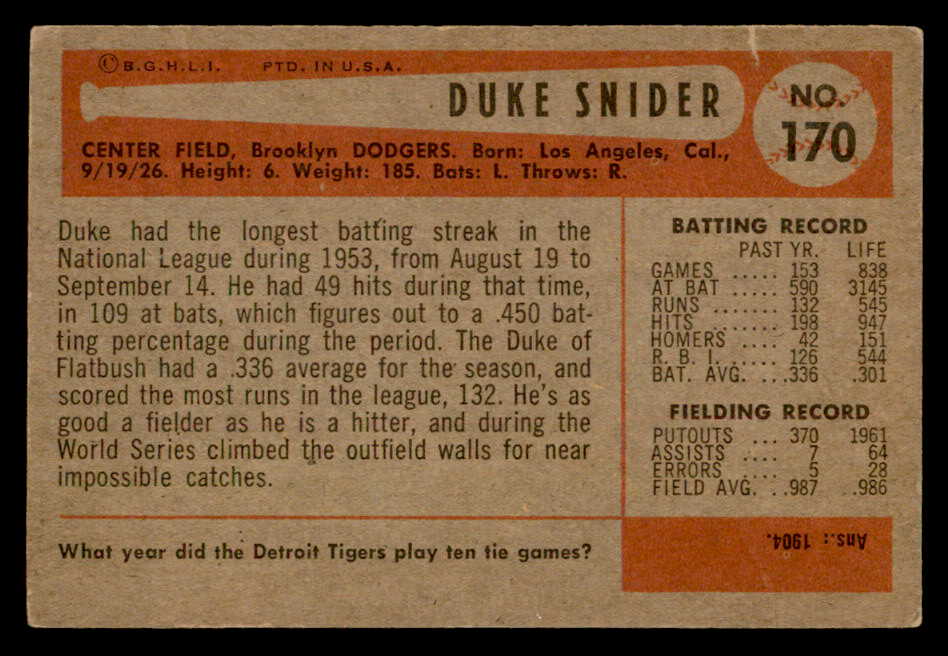 © B.G.H.L.I. PTD. IN U.S.A.
DUKE SNIDER
NO.
170
CENTER FIELD, Brooklyn DODGERS. Born: Los Angeles, Cal.,
9/19/26. Height: 6. Weight: 185. Bats: L. Throws: R.
Duke had the longest batting streak in the
National League during 1953, from August 19 to
September 14. He had 49 hits during that time,
in 109 at bats, which figures out to a .450 bat-
ting percentage during the period. The Duke of
Flatbush had a .336 average for the season, and
scored the most runs in the league, 132. He's as
good a fielder as he is a hitter, and during the
World Series climbed the outfield walls for near
impossible catches.
BATTING RECORD
PAST YR. LIFE
GAMES ..... 153 838
AT BAT ..... 590 3145
RUNS ....... 132 545
HITS ....... 198 947
HOMERS .... 42 151
R. B. I. .... 126 544
BAT. AVG. ...336 .301
FIELDING RECORD
PUTOUTS ... 370 1961
ASSISTS .... 7 64
ERRORS .... 5 28
FIELD AVG. ..987 ..986
What year did the Detroit Tigers play ten tie games?
Ans.: 1904.